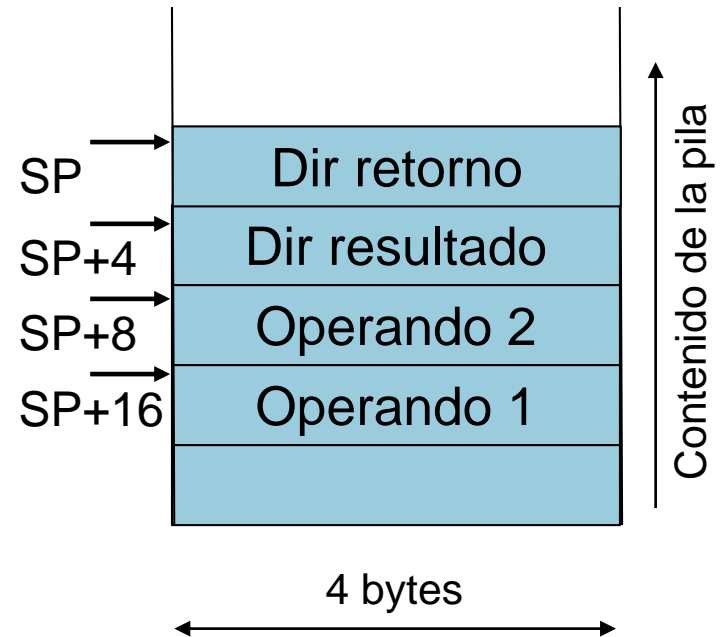 SP
Dir retorno
SP+4
Dir resultado
SP+8
Operando 2
SP+16
Operando 1
Contenido de la pila
4 bytes